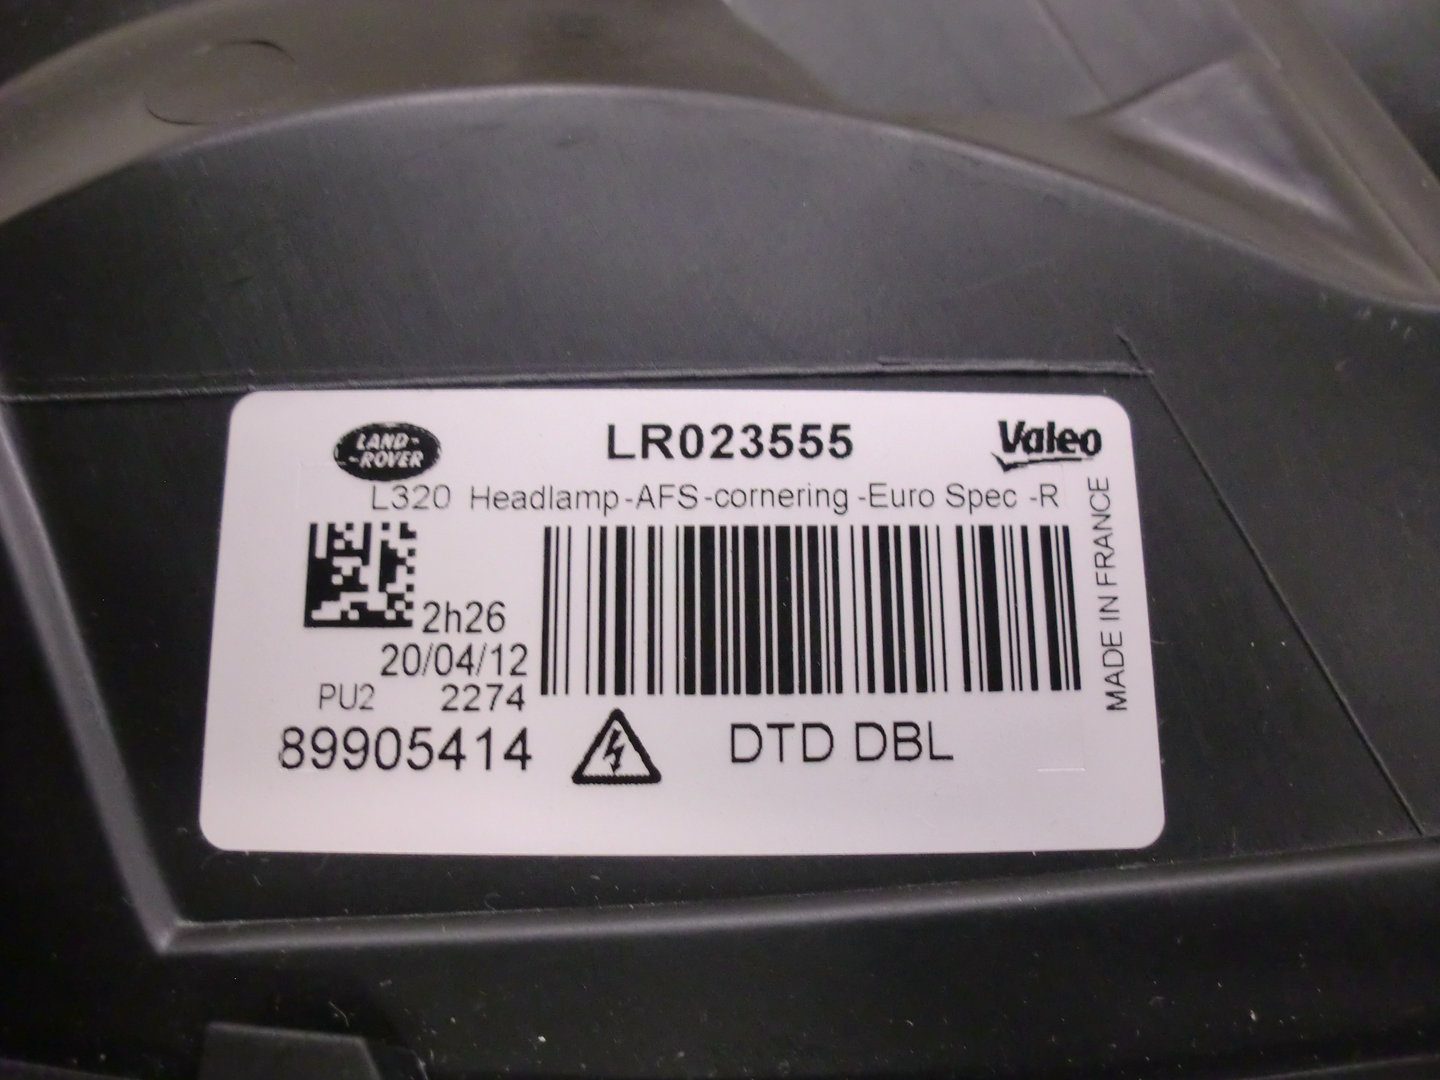 LAND-
-ROVER
LR023555
Valeo
L320 Headlamp-AFS-cornering -Euro Spec -R
MADE IN FRANCE
2h26
20/04/12
PU2 2274
89905414
DTD DBL